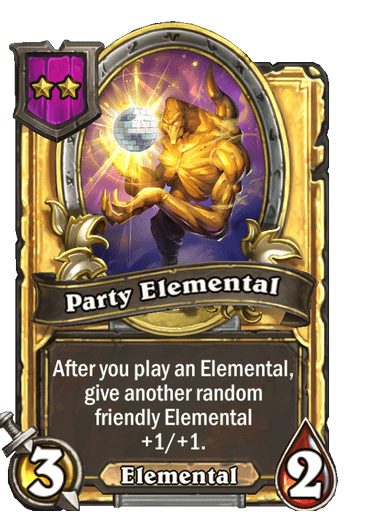 Party Elemental
After you play an Elemental,
give another random
friendly Elemental
+1/+1.
3
Elemental
2